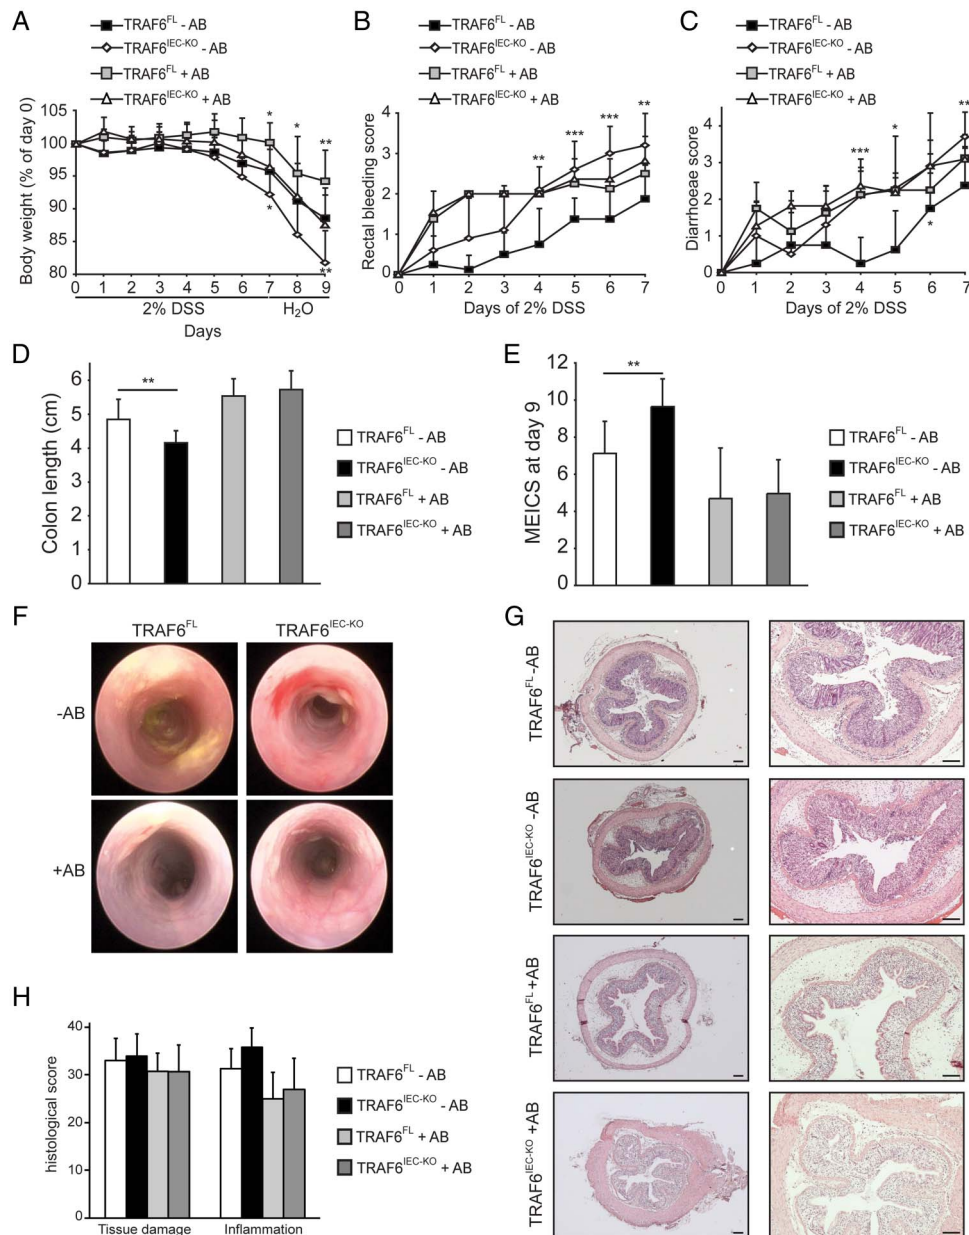 A
TRAF6FL - AB
TRAF6IEC-KO - AB
TRAF6FL + AB
TRAF6IEC-KO + AB
Body weight (% of day 0)
105
100
95
90
85
80
*
*
**
*
**
0 1 2 3 4 5 6 7 8 9
2% DSS
H2O
Days
B
TRAF6FL - AB
TRAF6IEC-KO - AB
TRAF6FL + AB
TRAF6IEC-KO + AB
Rectal bleeding score
4
3
2
1
0
** *** *** **
0 1 2 3 4 5 6 7
Days of 2% DSS
C
TRAF6FL - AB
TRAF6IEC-KO - AB
TRAF6FL + AB
TRAF6IEC-KO + AB
Diarrhoeae score
4
3
2
1
0
*** * **
*
0 1 2 3 4 5 6 7
Days of 2% DSS
D
Colon length (cm)
6
5
4
3
2
1
0
**
TRAF6FL - AB
TRAF6IEC-KO - AB
TRAF6FL + AB
TRAF6IEC-KO + AB
E
MEICS at day 9
12
10
8
6
4
2
0
**
TRAF6FL - AB
TRAF6IEC-KO - AB
TRAF6FL + AB
TRAF6IEC-KO + AB
F
TRAF6FL
TRAF6IEC-KO
-AB
+AB
G
TRAF6FL -AB
TRAF6IEC-KO -AB
TRAF6FL +AB
TRAF6IEC-KO +AB
H
histological score
40
30
20
10
0
Tissue damage
Inflammation
TRAF6FL - AB
TRAF6IEC-KO - AB
TRAF6FL + AB
TRAF6IEC-KO + AB